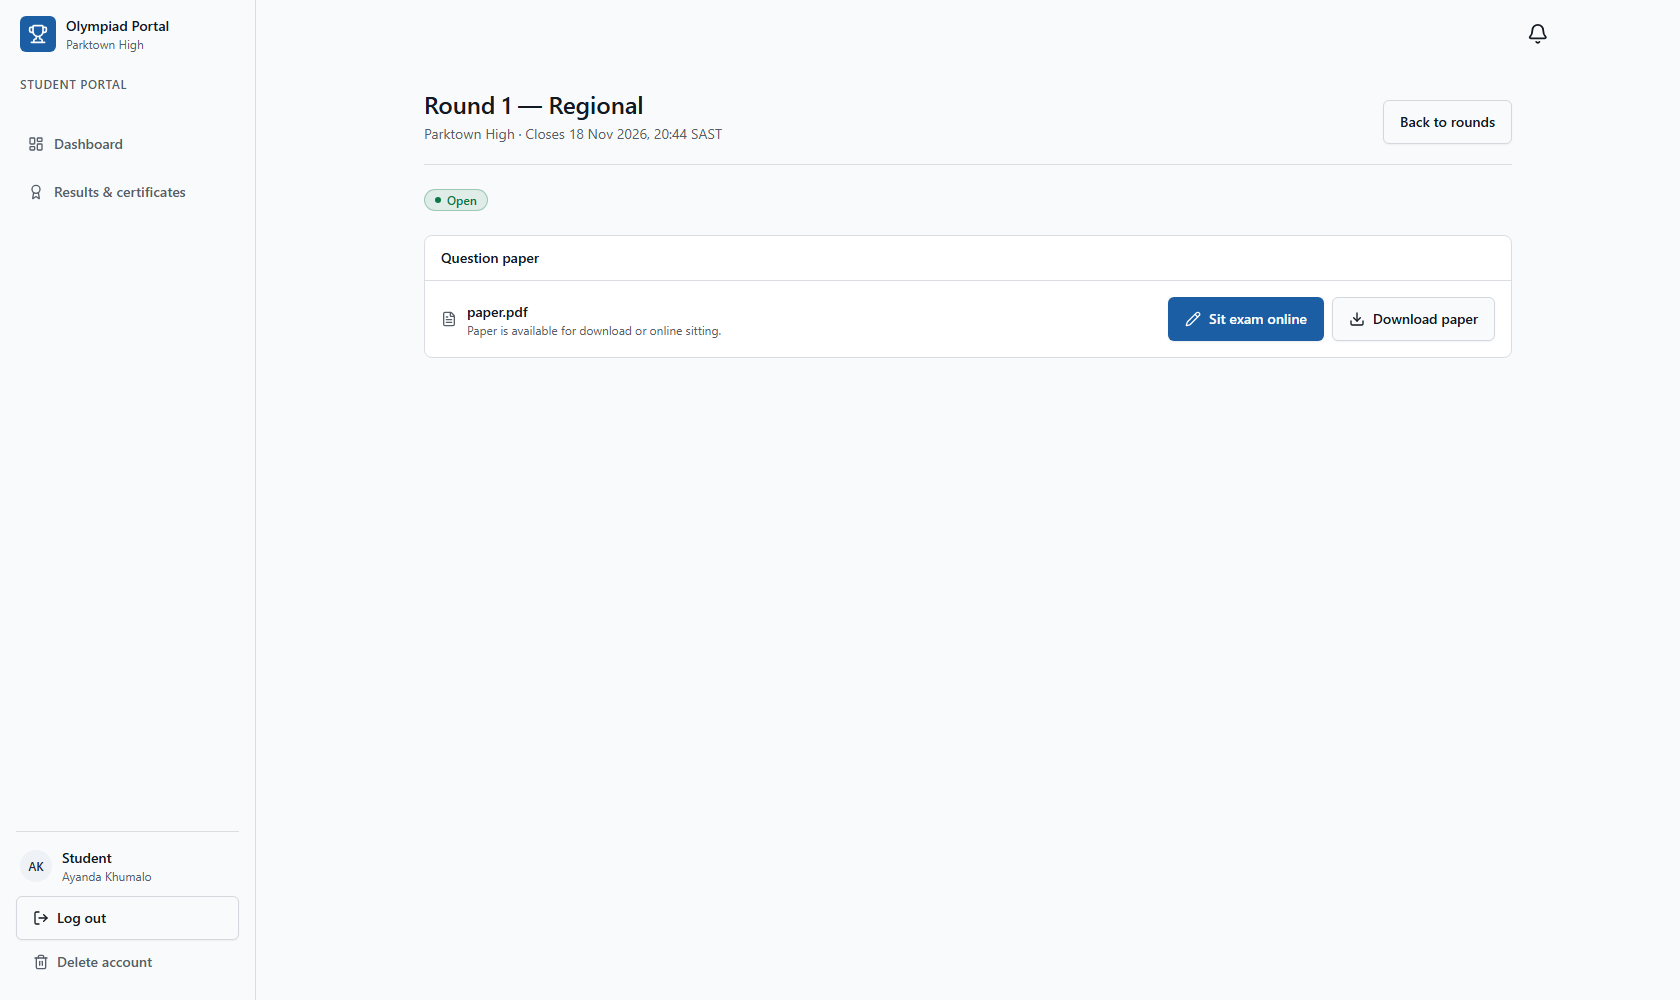 Olympiad Portal
Parktown High
STUDENT PORTAL
Dashboard
Results & certificates
Round 1 — Regional
Parktown High · Closes 18 Nov 2026, 20:44 SAST
Back to rounds
Open
Question paper
paper.pdf
Paper is available for download or online sitting.
Sit exam online
Download paper
AK
Student
Ayanda Khumalo
Log out
Delete account